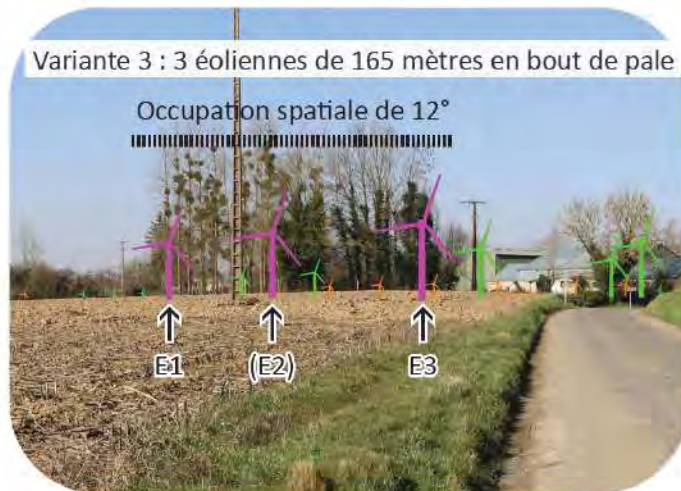 Variante 3 : 3 éoliennes de 165 mètres en bout de pale
Occupation spatiale de 12°
E1 (E2) E3